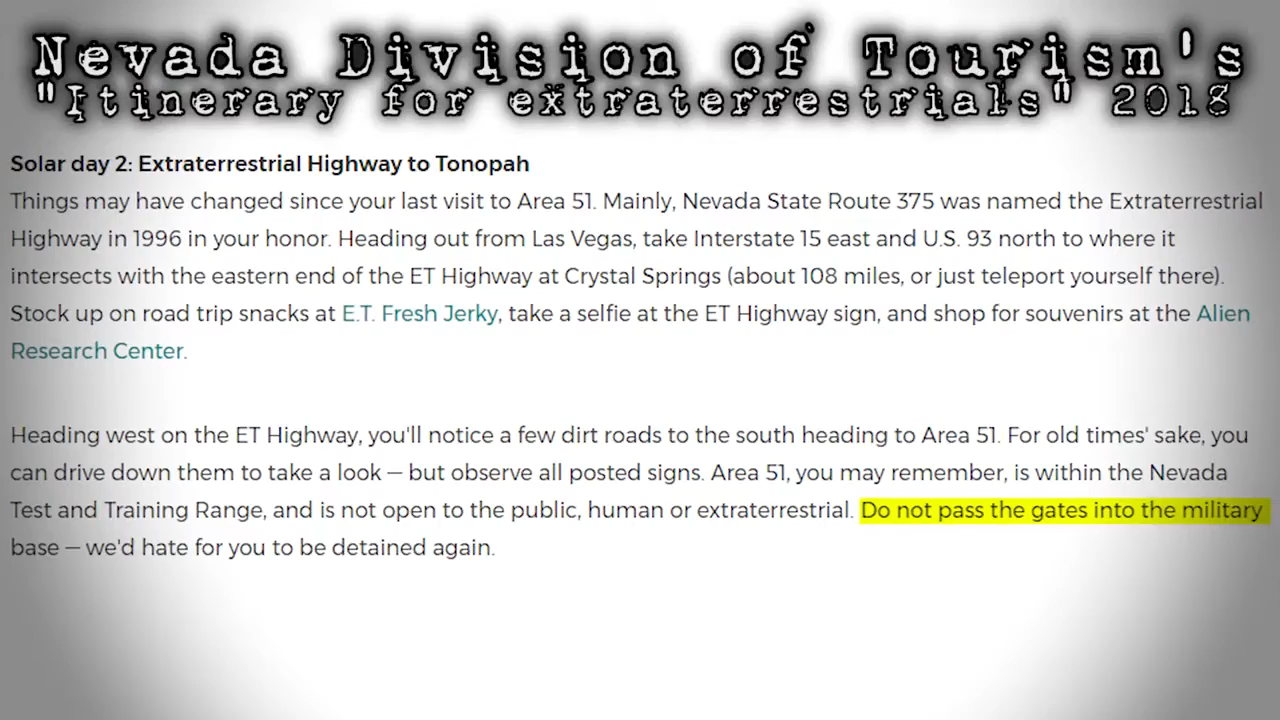 Nevada Division of Tourism's
"Itinerary for extraterrestrials" 2018
Solar day 2: Extraterrestrial Highway to Tonopah
Things may have changed since your last visit to Area 51. Mainly, Nevada State Route 375 was named the Extraterrestrial
Highway in 1996 in your honor. Heading out from Las Vegas, take Interstate 15 east and U.S. 93 north to where it
intersects with the eastern end of the ET Highway at Crystal Springs (about 108 miles, or just teleport yourself there).
Stock up on road trip snacks at E.T. Fresh Jerky, take a selfie at the ET Highway sign, and shop for souvenirs at the Alien
Research Center.
Heading west on the ET Highway, you'll notice a few dirt roads to the south heading to Area 51. For old times' sake, you
can drive down them to take a look – but observe all posted signs. Area 51, you may remember, is within the Nevada
Test and Training Range, and is not open to the public, human or extraterrestrial. Do not pass the gates into the military
base – we'd hate for you to be detained again.